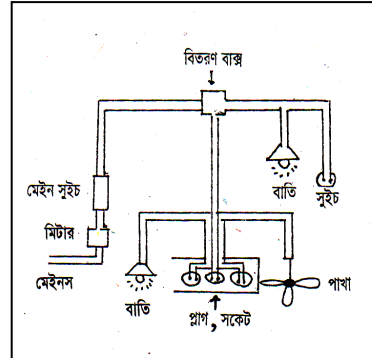 বিতরণ বাক্স
মেইন সুইচ
বাতি
সুইচ
মিটার
মেইনস
বাতি
পাখা
প্লাগ, সকেট